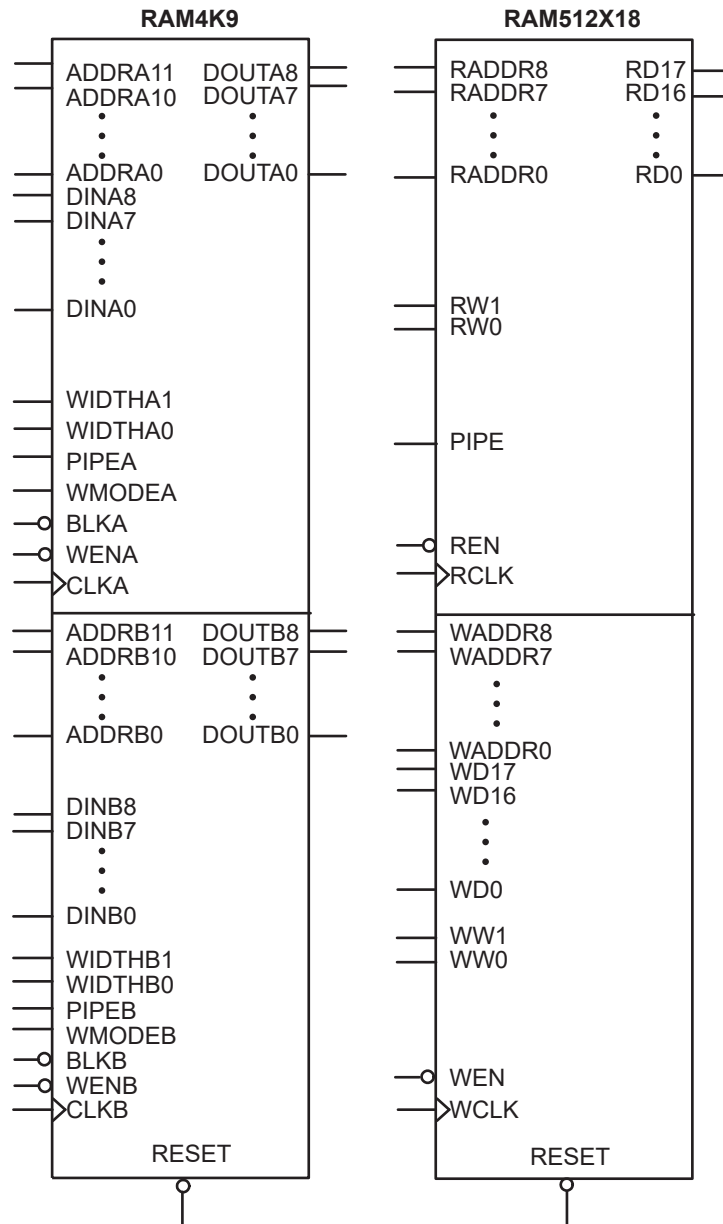 RAM4K9
ADDRA11 DOUTA8
ADDRA10 DOUTA7
ADDRA0 DOUTA0
DINA8
DINA7
DINA0
WIDTHA1
WIDTHA0
PIPEA
WMODEA
BLKA
WENA
CLKA
ADDRB11 DOUTB8
ADDRB10 DOUTB7
ADDRB0 DOUTB0
DINB8
DINB7
DINB0
WIDTHB1
WIDTHB0
PIPEB
WMODEB
BLKB
WENB
CLKB
RESET
RAM512X18
RADDR8 RD17
RADDR7 RD16
RADDR0 RD0
RW1
RW0
PIPE
REN
RCLK
WADDR8
WADDR7
WADDR0
WD17
WD16
WD0
WW1
WW0
WEN
WCLK
RESET